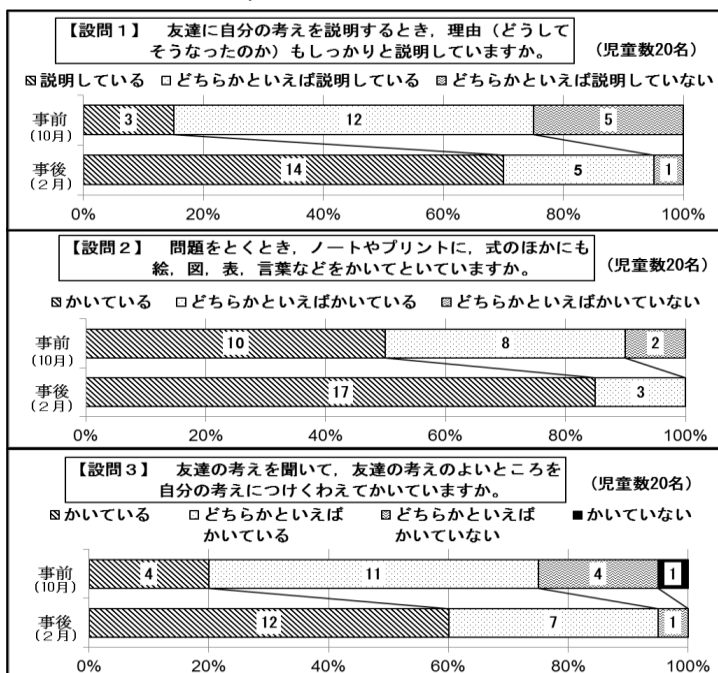 【設問1】 友達に自分の考えを説明するとき，理由（どうして
そうなったのか）もしっかりと説明していますか。
（児童数20名）
説明している どちらかといえば説明している どちらかといえば説明していない
事前
(10月)
3 12 5
事後
(2月)
14 5 1
0% 20% 40% 60% 80% 100%
【設問2】 問題をとくとき，ノートやプリントに，式のほかにも
絵，図，表，言葉などをかいてといていますか。
（児童数20名）
かいている どちらかといえばかいている どちらかといえばかいていない
事前
(10月)
10 8 2
事後
(2月)
17 3
0% 20% 40% 60% 80% 100%
【設問3】 友達の考えを聞いて，友達の考えのよいところを
自分の考えにつけくわえてかいていますか。
（児童数20名）
かいている どちらかといえば どちらかといえば かいていない
かいている かいていない
事前
(10月)
4 11 4 1
事後
(2月)
12 7 1
0% 20% 40% 60% 80% 100%